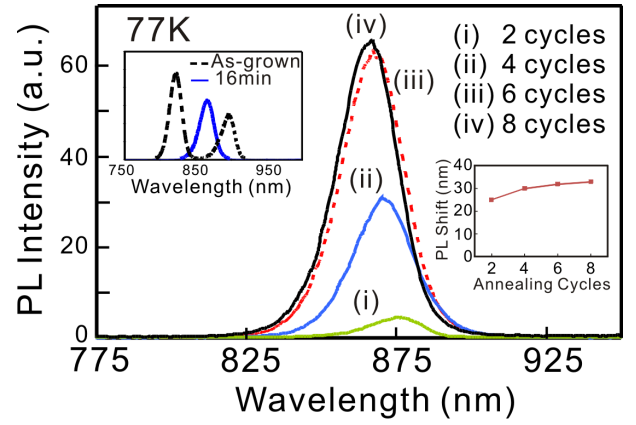 77K
As-grown
16min
750 850 950
Wavelength (nm)
(iv)
(iii)
(ii)
(i)
(i) 2 cycles
(ii) 4 cycles
(iii) 6 cycles
(iv) 8 cycles
40
30
20
10
0
PL Shift (nm)
2 4 6 8
Annealing Cycles
PL Intensity (a.u.)
60
40
20
0
775 825 875 925
Wavelength (nm)